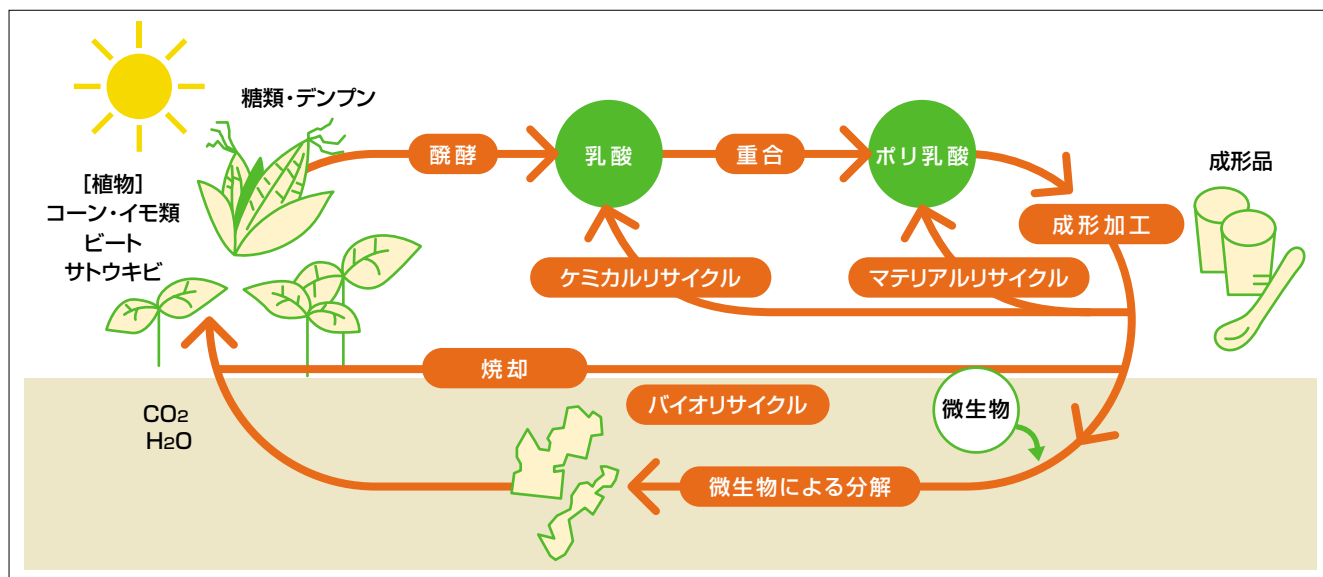 糖類・デンプン
[植物]
コーン・イモ類
ビート
サトウキビ
醗酵
乳酸
重合
ポリ乳酸
成形加工
成形品
ケミカルリサイクル
マテリアルリサイクル
焼却
バイオリサイクル
微生物
CO2
H2O
微生物による分解